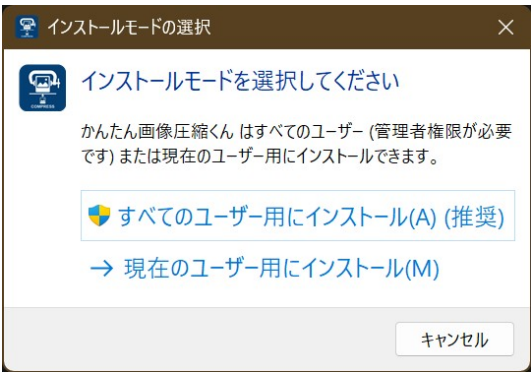 インストールモードの選択
インストールモードを選択してください
COMPRESS
かんたん画像圧縮くん はすべてのユーザー (管理者権限が必要
です) または現在のユーザー用にインストールできます。
すべてのユーザー用にインストール(A) (推奨)
→ 現在のユーザー用にインストール(M)
キャンセル